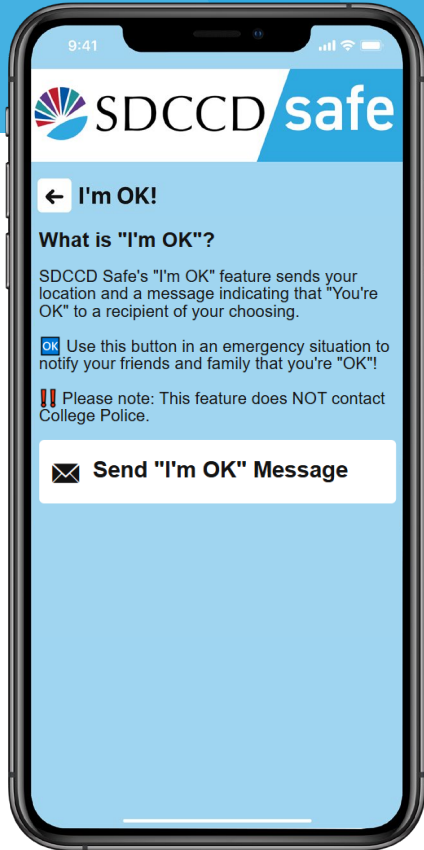 9:41
SDCCD safe
I'm OK!
What is "I'm OK"?
SDCCD Safe's "I'm OK" feature sends your
location and a message indicating that "You're
OK" to a recipient of your choosing.
🆗 Use this button in an emergency situation to
notify your friends and family that you're "OK"!
‼️ Please note: This feature does NOT contact
College Police.
Send "I'm OK" Message